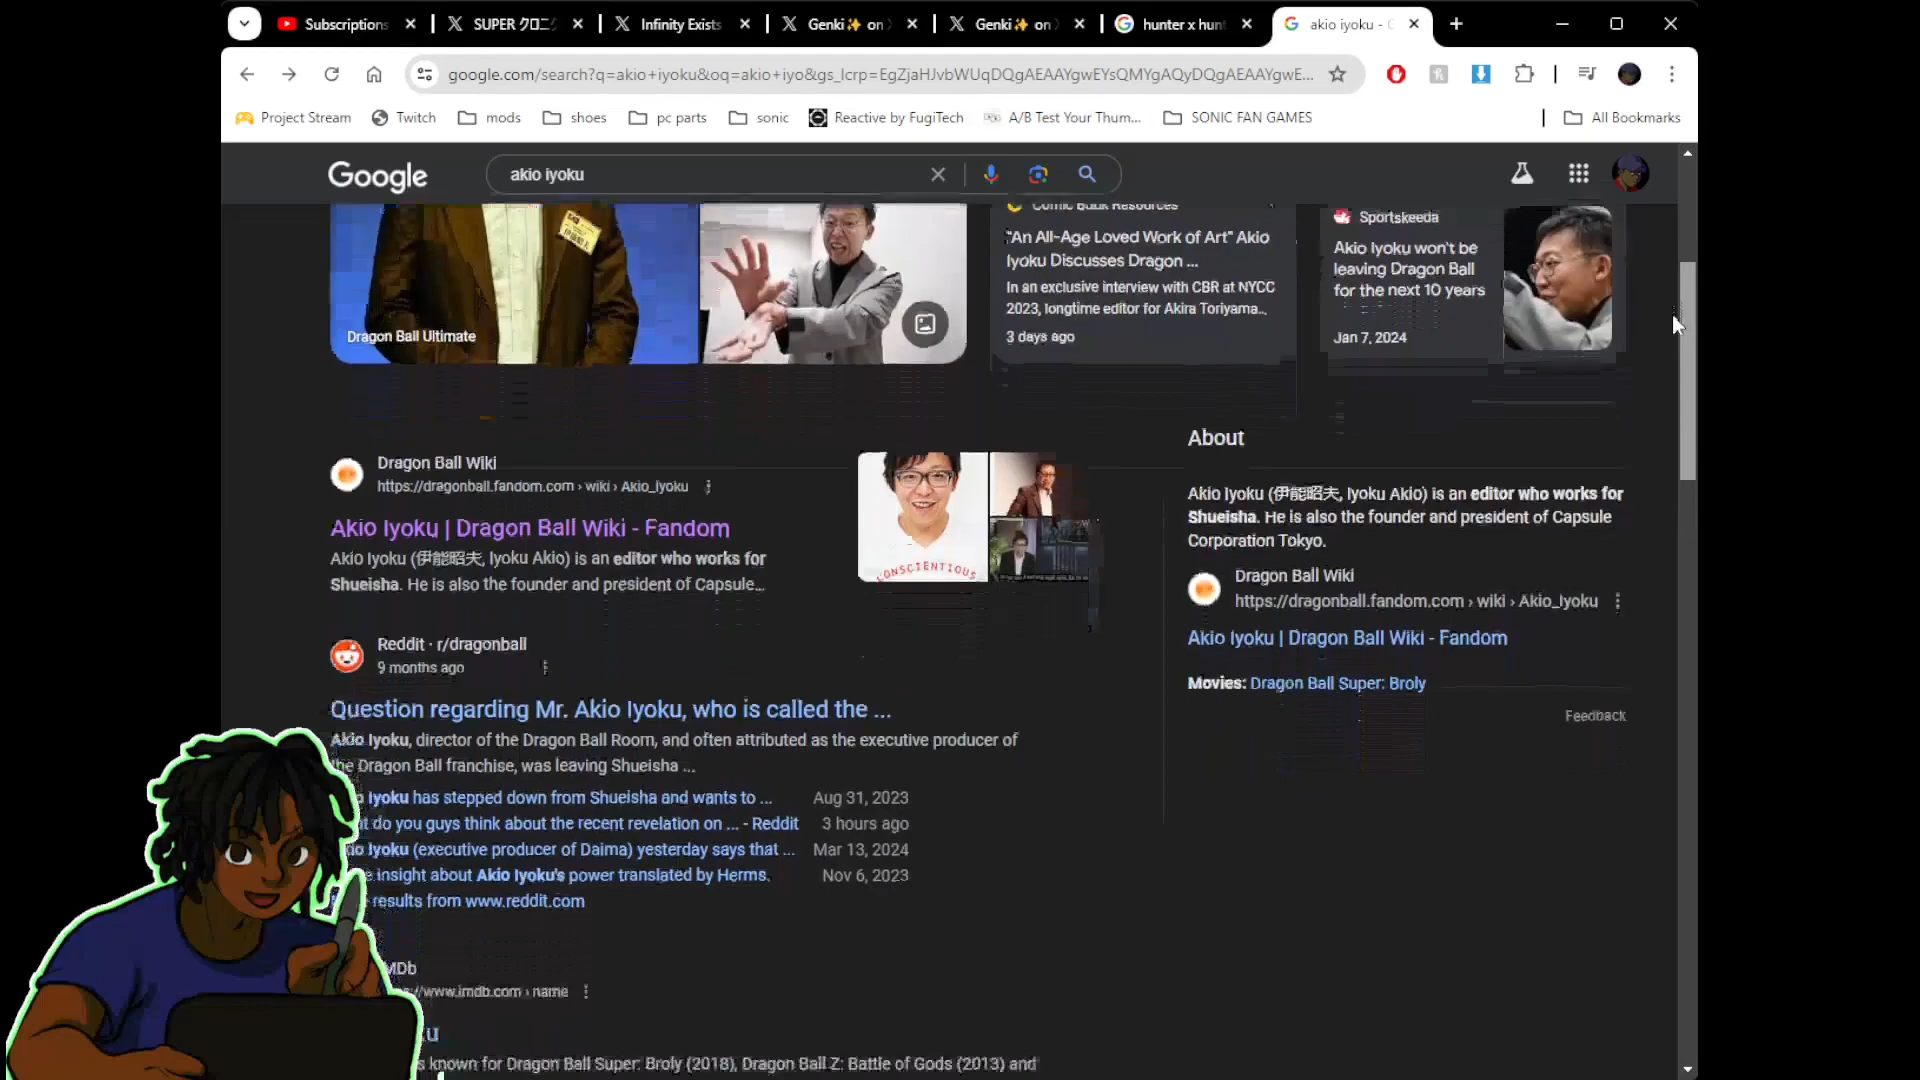 Subscriptions
SUPER クロニク
Infinity Exists
Genki✨ on
Genki✨ on
hunter x hunt
akio iyoku - G
google.com/search?q=akio+iyoku&oq=akio+iyo&gs_lcrp=EgZjaHJvbWUqDQgAEAAYgwEYsQMYgAQyDQgAEAAYgwE...
Project Stream
Twitch
mods
shoes
pc parts
sonic
Reactive by FugiTech
A/B Test Your Thum...
SONIC FAN GAMES
All Bookmarks
Google
akio iyoku
Dragon Ball Ultimate
Comic Book Resources
"An All-Age Loved Work of Art" Akio
Iyoku Discusses Dragon ...
In an exclusive interview with CBR at NYCC
2023, longtime editor for Akira Toriyama...
3 days ago
Sportskeeda
Akio Iyoku won't be
leaving Dragon Ball
for the next 10 years
Jan 7, 2024
Dragon Ball Wiki
https://dragonball.fandom.com › wiki › Akio_Iyoku
Akio Iyoku | Dragon Ball Wiki - Fandom
Akio Iyoku (伊能昭夫, Iyoku Akio) is an editor who works for
Shueisha. He is also the founder and president of Capsule...
CONSCIENTIOUS
Reddit · r/dragonball
9 months ago
Question regarding Mr. Akio Iyoku, who is called the ...
Akio Iyoku, director of the Dragon Ball Room, and often attributed as the executive producer of
the Dragon Ball franchise, was leaving Shueisha ...
Iyoku has stepped down from Shueisha and wants to ... Aug 31, 2023
do you guys think about the recent revelation on ... - Reddit 3 hours ago
Iyoku (executive producer of Daima) yesterday says that ... Mar 13, 2024
insight about Akio Iyoku's power translated by Herms. Nov 6, 2023
results from www.reddit.com
MDb
//www.imdb.com › name
ku
s known for Dragon Ball Super: Broly (2018), Dragon Ball Z: Battle of Gods (2013) and
About
Akio Iyoku (伊能昭夫, Iyoku Akio) is an editor who works for
Shueisha. He is also the founder and president of Capsule
Corporation Tokyo.
Dragon Ball Wiki
https://dragonball.fandom.com › wiki › Akio_Iyoku
Akio Iyoku | Dragon Ball Wiki - Fandom
Movies: Dragon Ball Super: Broly
Feedback